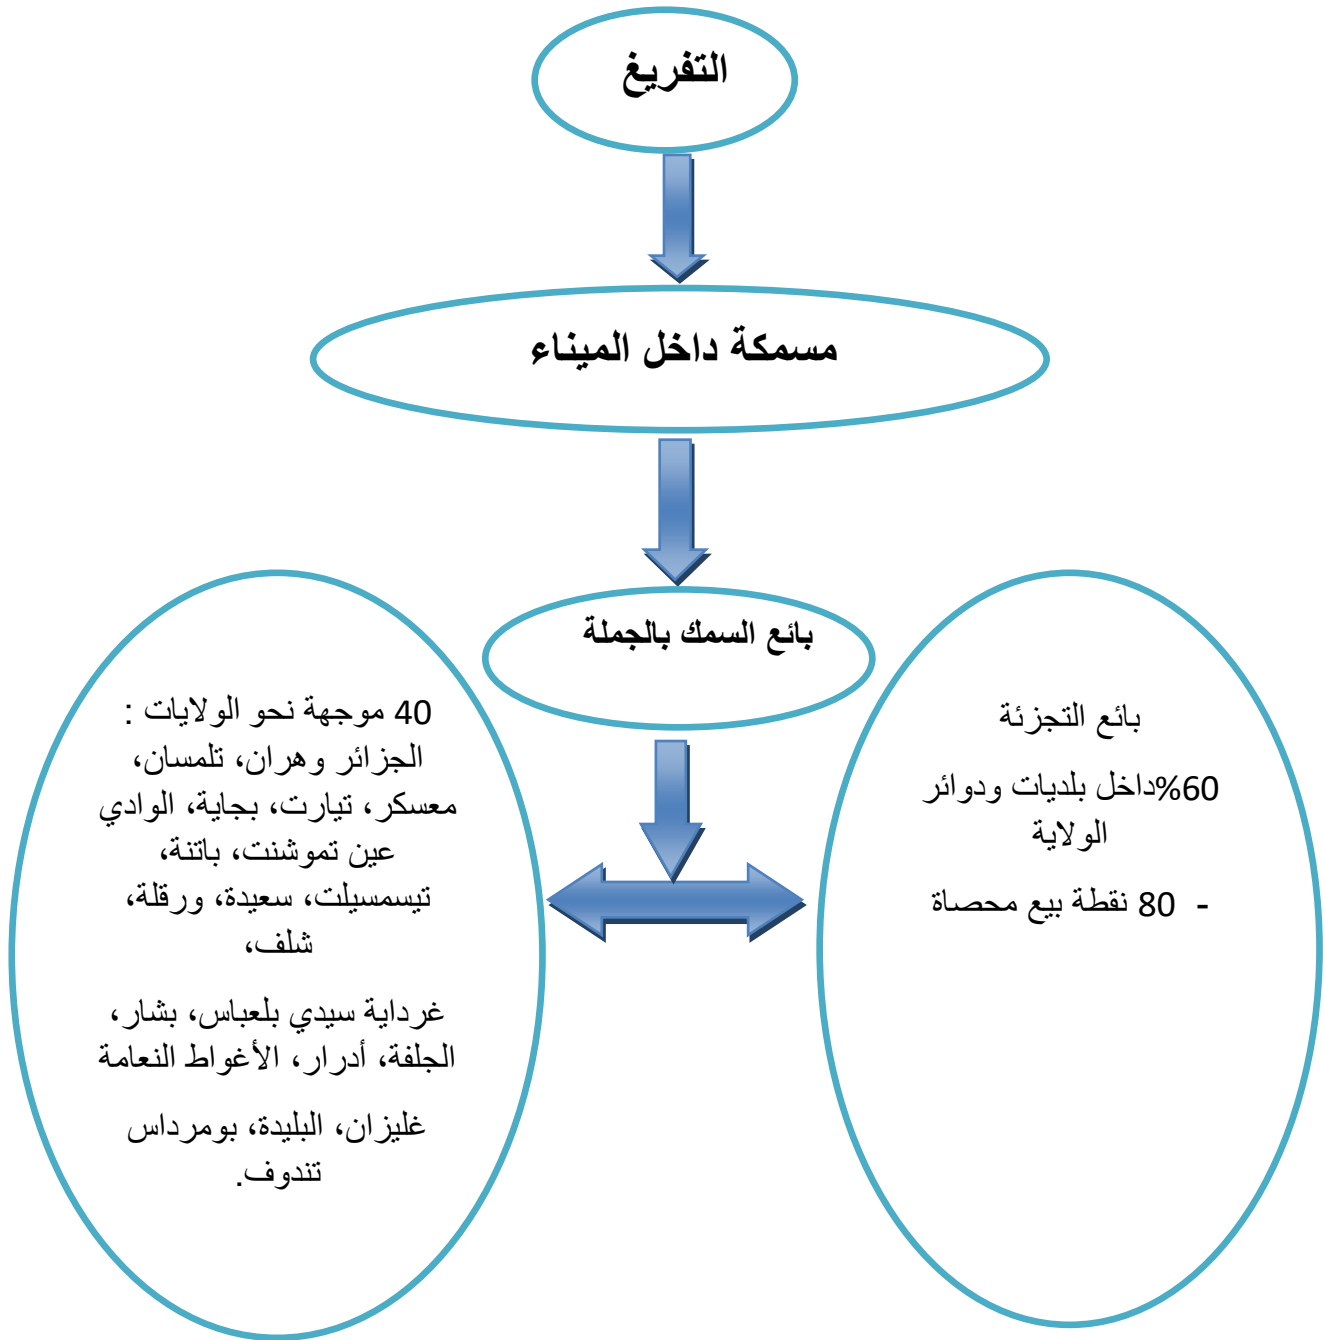 التفريغ
مسمكة داخل الميناء
بائع السمك بالجملة
بائع التجزئة
60%داخل بلديات ودوائر
الولاية
- 80 نقطة بيع محصاة
40 موجهة نحو الولايات :
الجزائر وهران، تلمسان،
معسكر، تيارت، بجاية، الوادي
عين تموشنت، باتنة،
تيسمسيلت، سعيدة، ورقلة،
شلف،
غرداية سيدي بلعباس، بشار،
الجلفة، أدرار، الأغواط النعامة
غليزان، البليدة، بومرداس
تندوف.